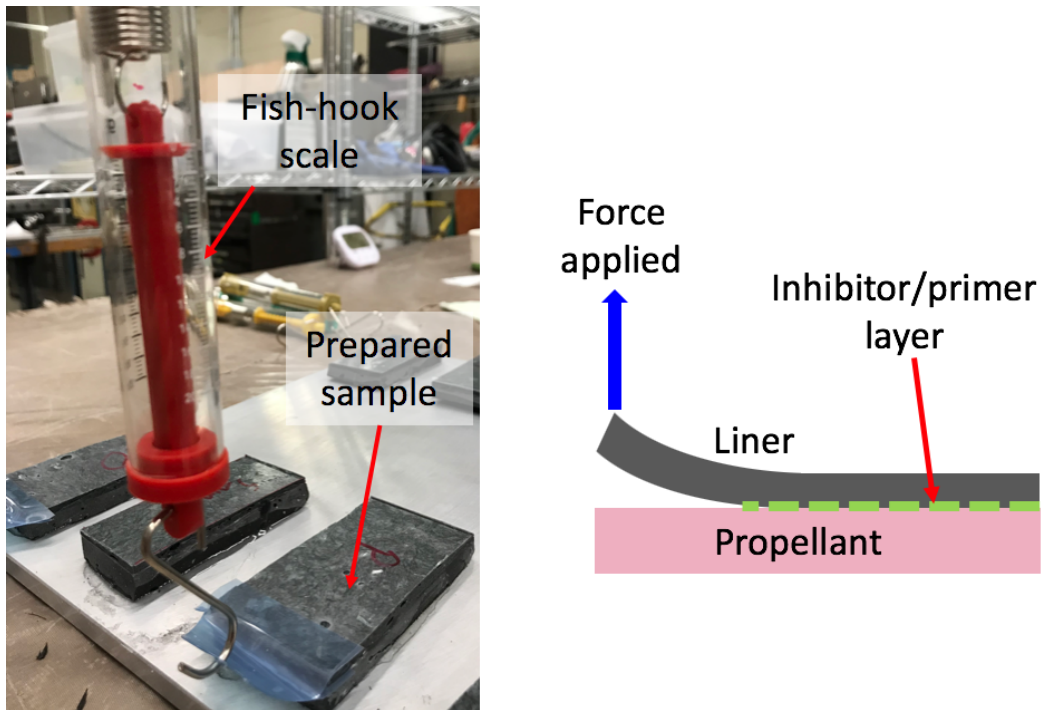 Fish-hook
scale
Prepared
sample
Force
applied
Inhibitor/primer
layer
Liner
Propellant